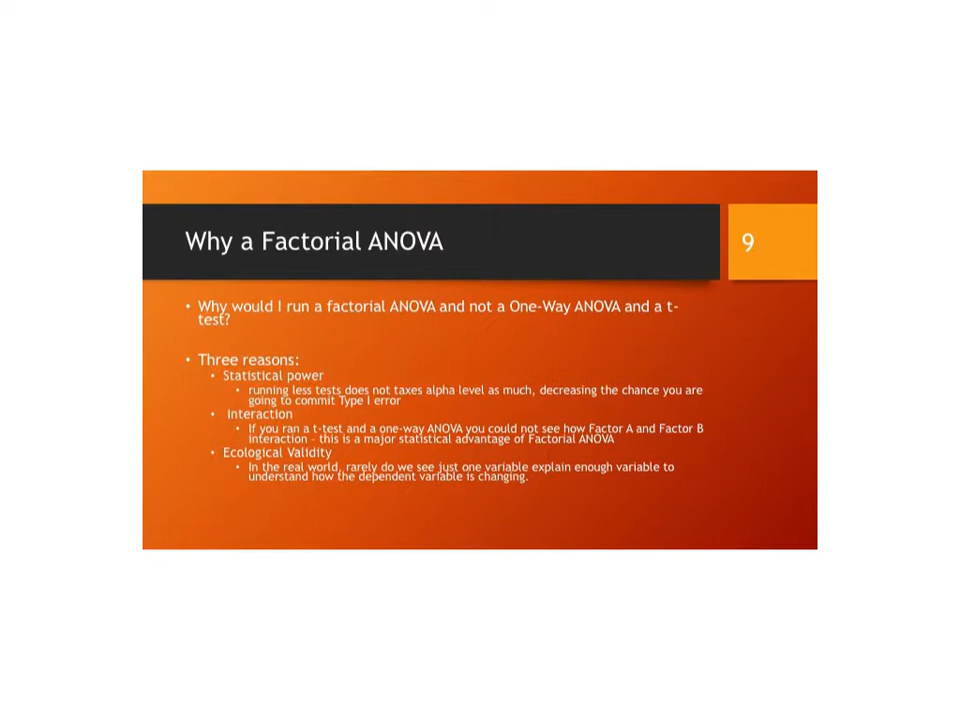 Why a Factorial ANOVA
9
• Why would I run a factorial ANOVA and not a One-Way ANOVA and a t-
test?
• Three reasons:
• Statistical power
• running less tests does not taxes alpha level as much, decreasing the chance you are
going to commit Type I error
• Interaction
• If you ran a t-test and a one-way ANOVA you could not see how Factor A and Factor B
interaction – this is a major statistical advantage of Factorial ANOVA
• Ecological Validity
• In the real world, rarely do we see just one variable explain enough variable to
understand how the dependent variable is changing.